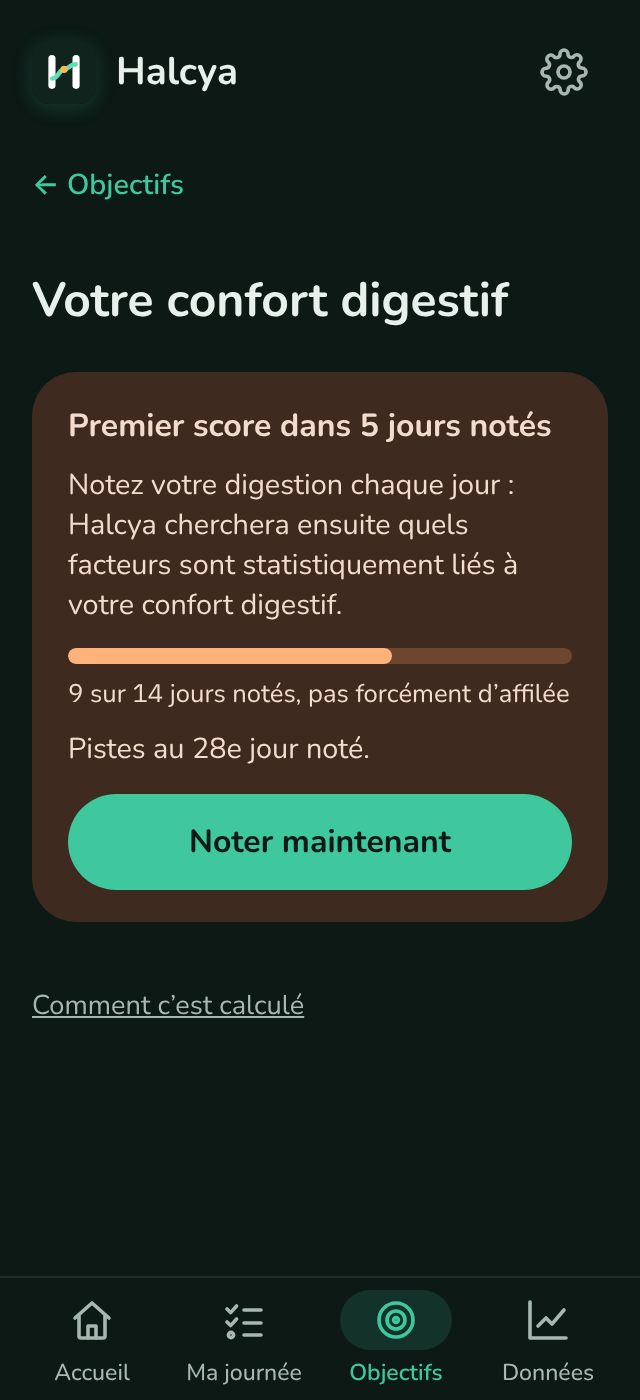 Halcya
← Objectifs
Votre confort digestif
Premier score dans 5 jours notés
Notez votre digestion chaque jour :
Halcya cherchera ensuite quels
facteurs sont statistiquement liés à
votre confort digestif.
9 sur 14 jours notés, pas forcément d’affilée
Pistes au 28e jour noté.
Noter maintenant
Comment c’est calculé
Accueil
Ma journée
Objectifs
Données